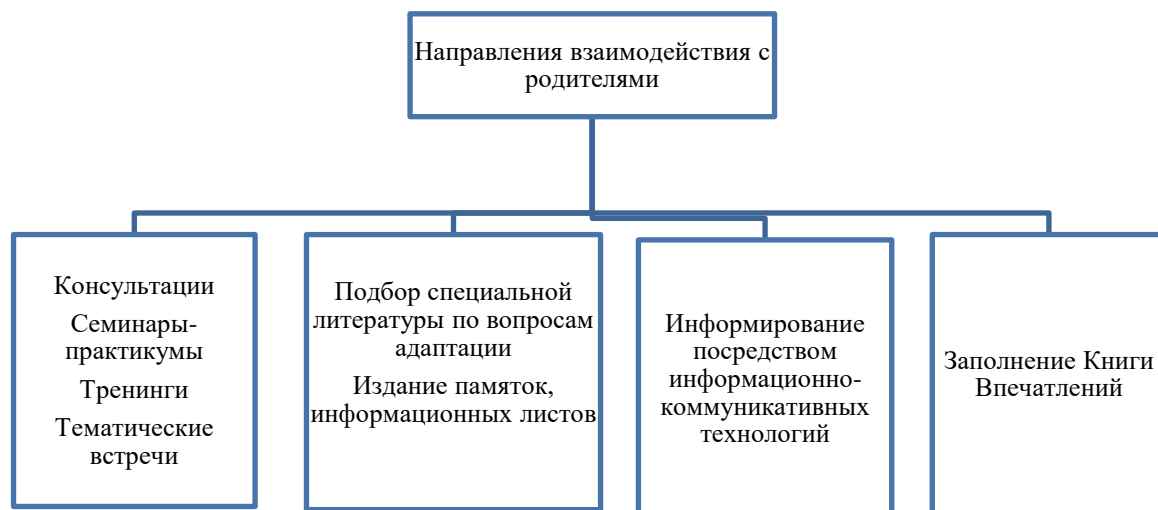 Направления взаимодействия с
родителями
Консультации
Семинары-
практикумы
Тренинги
Тематические
встречи
Подбор специальной
литературы по вопросам
адаптации
Издание памяток,
информационных листов
Информирование
посредством
информационно-
коммуникативных
технологий
Заполнение Книги
Впечатлений